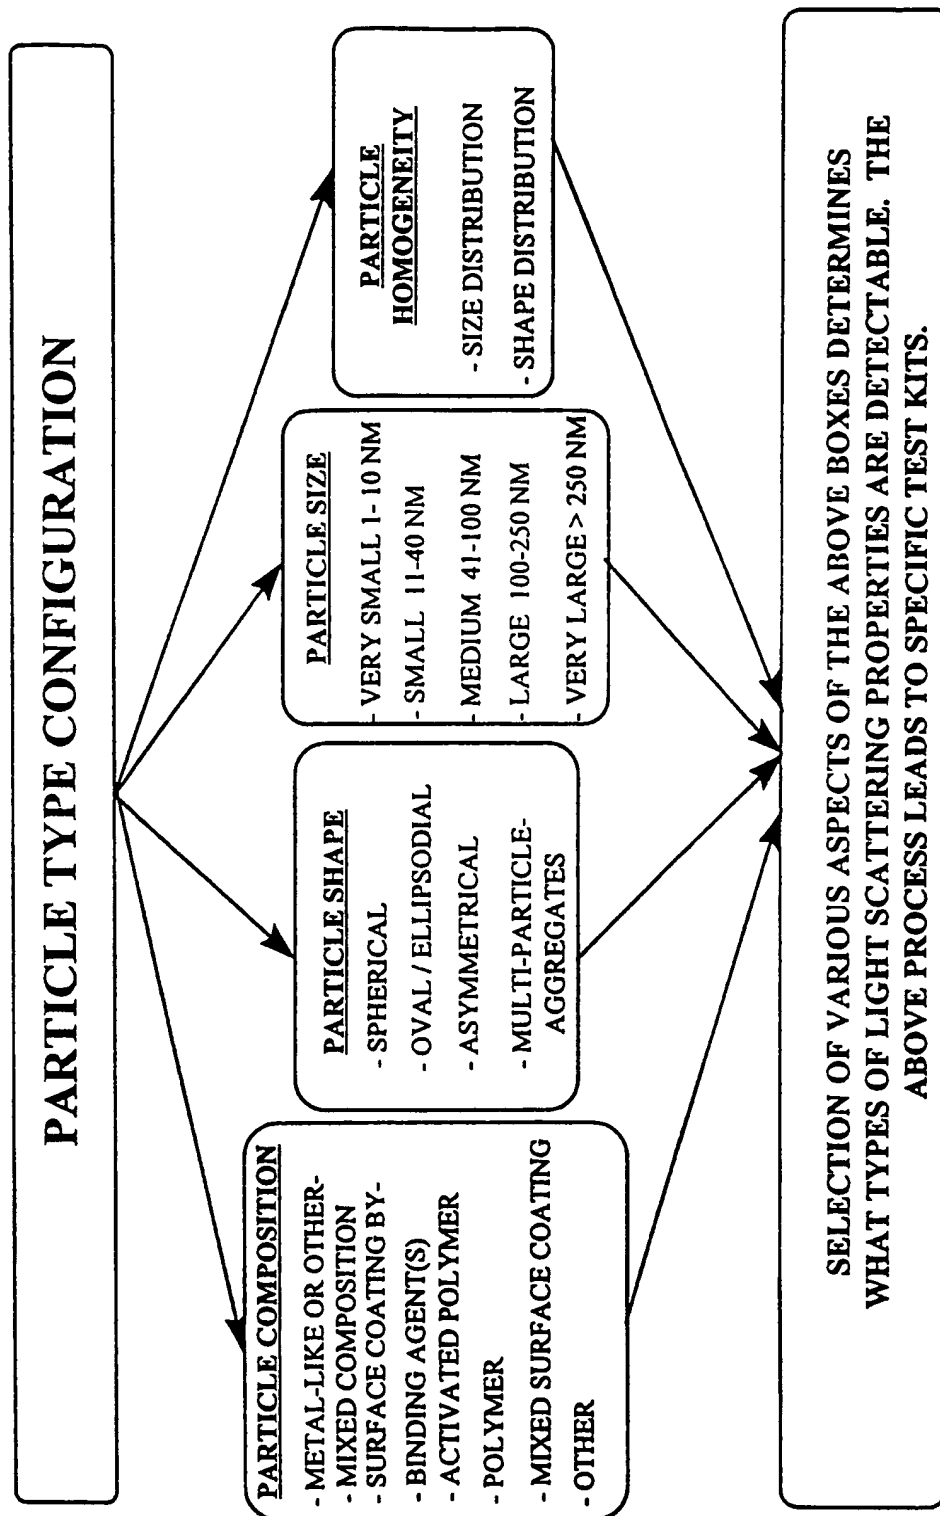 PARTICLE TYPE CONFIGURATION
PARTICLE COMPOSITION
- METAL-LIKE OR OTHER-
- MIXED COMPOSITION
- SURFACE COATING BY-
- BINDING AGENT(S)
- ACTIVATED POLYMER
- POLYMER
- MIXED SURFACE COATING
- OTHER
PARTICLE SHAPE
- SPHERICAL
- OVAL / ELLIPSODIAL
- ASYMMETRICAL
- MULTI-PARTICLE-
AGGREGATES
PARTICLE SIZE
- VERY SMALL 1- 10 NM
- SMALL 11-40 NM
- MEDIUM 41-100 NM
- LARGE 100-250 NM
- VERY LARGE > 250 NM
PARTICLE
HOMOGENEITY
- SIZE DISTRIBUTION
- SHAPE DISTRIBUTION
SELECTION OF VARIOUS ASPECTS OF THE ABOVE BOXES DETERMINES
WHAT TYPES OF LIGHT SCATTERING PROPERTIES ARE DETECTABLE. THE
ABOVE PROCESS LEADS TO SPECIFIC TEST KITS.